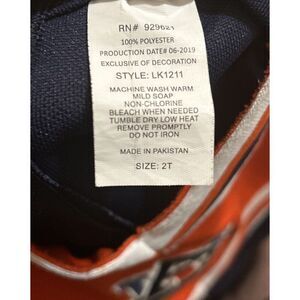 RN# 929621
100% POLYESTER
PRODUCTION DATE# 06-2019
EXCLUSIVE OF DECORATION
STYLE: LK1211
MACHINE WASH WARM
MILD SOAP
NON-CHLORINE
BLEACH WHEN NEEDED
TUMBLE DRY LOW HEAT
REMOVE PROMPTLY
DO NOT IRON
MADE IN PAKISTAN
SIZE: 2T